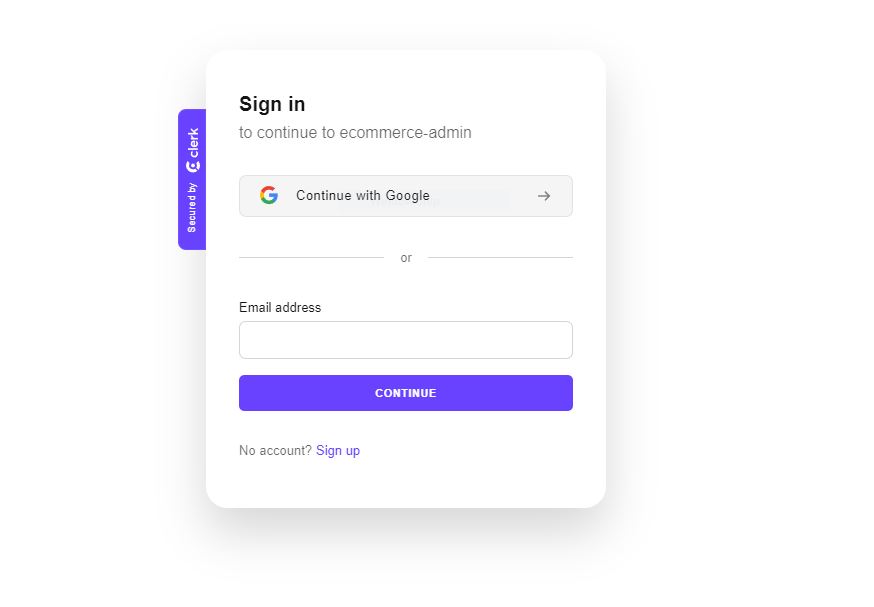 Sign in
to continue to ecommerce-admin
Secured by clerk
Continue with Google
or
Email address
CONTINUE
No account? Sign up